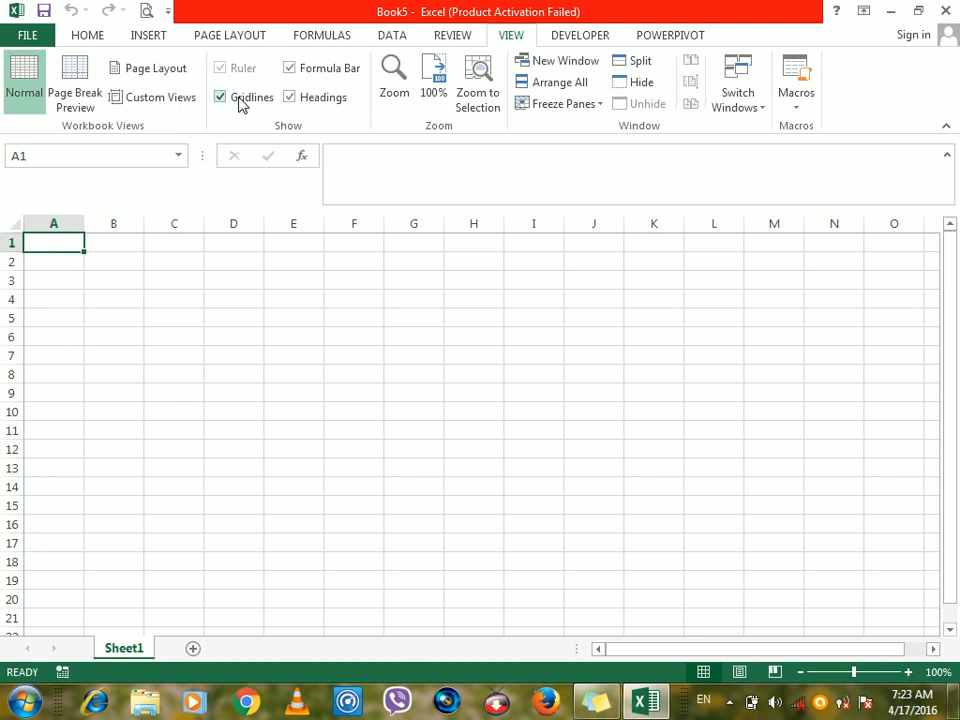 Book5 - Excel (Product Activation Failed)
?
FILE HOME INSERT PAGE LAYOUT FORMULAS DATA REVIEW VIEW DEVELOPER POWERPIVOT Sign in
Normal
Page Break Preview
Page Layout
Custom Views
Workbook Views
Ruler
Formula Bar
Gridlines
Headings
Show
Zoom
100%
Zoom to Selection
Zoom
New Window
Arrange All
Freeze Panes
Split
Hide
Unhide
Switch Windows
Window
Macros
Macros
A1
fx
A B C D E F G H I J K L M N O
1
2
3
4
5
6
7
8
9
10
11
12
13
14
15
16
17
18
19
20
21
22
Sheet1
READY
100%
EN
7:23 AM
4/17/2016